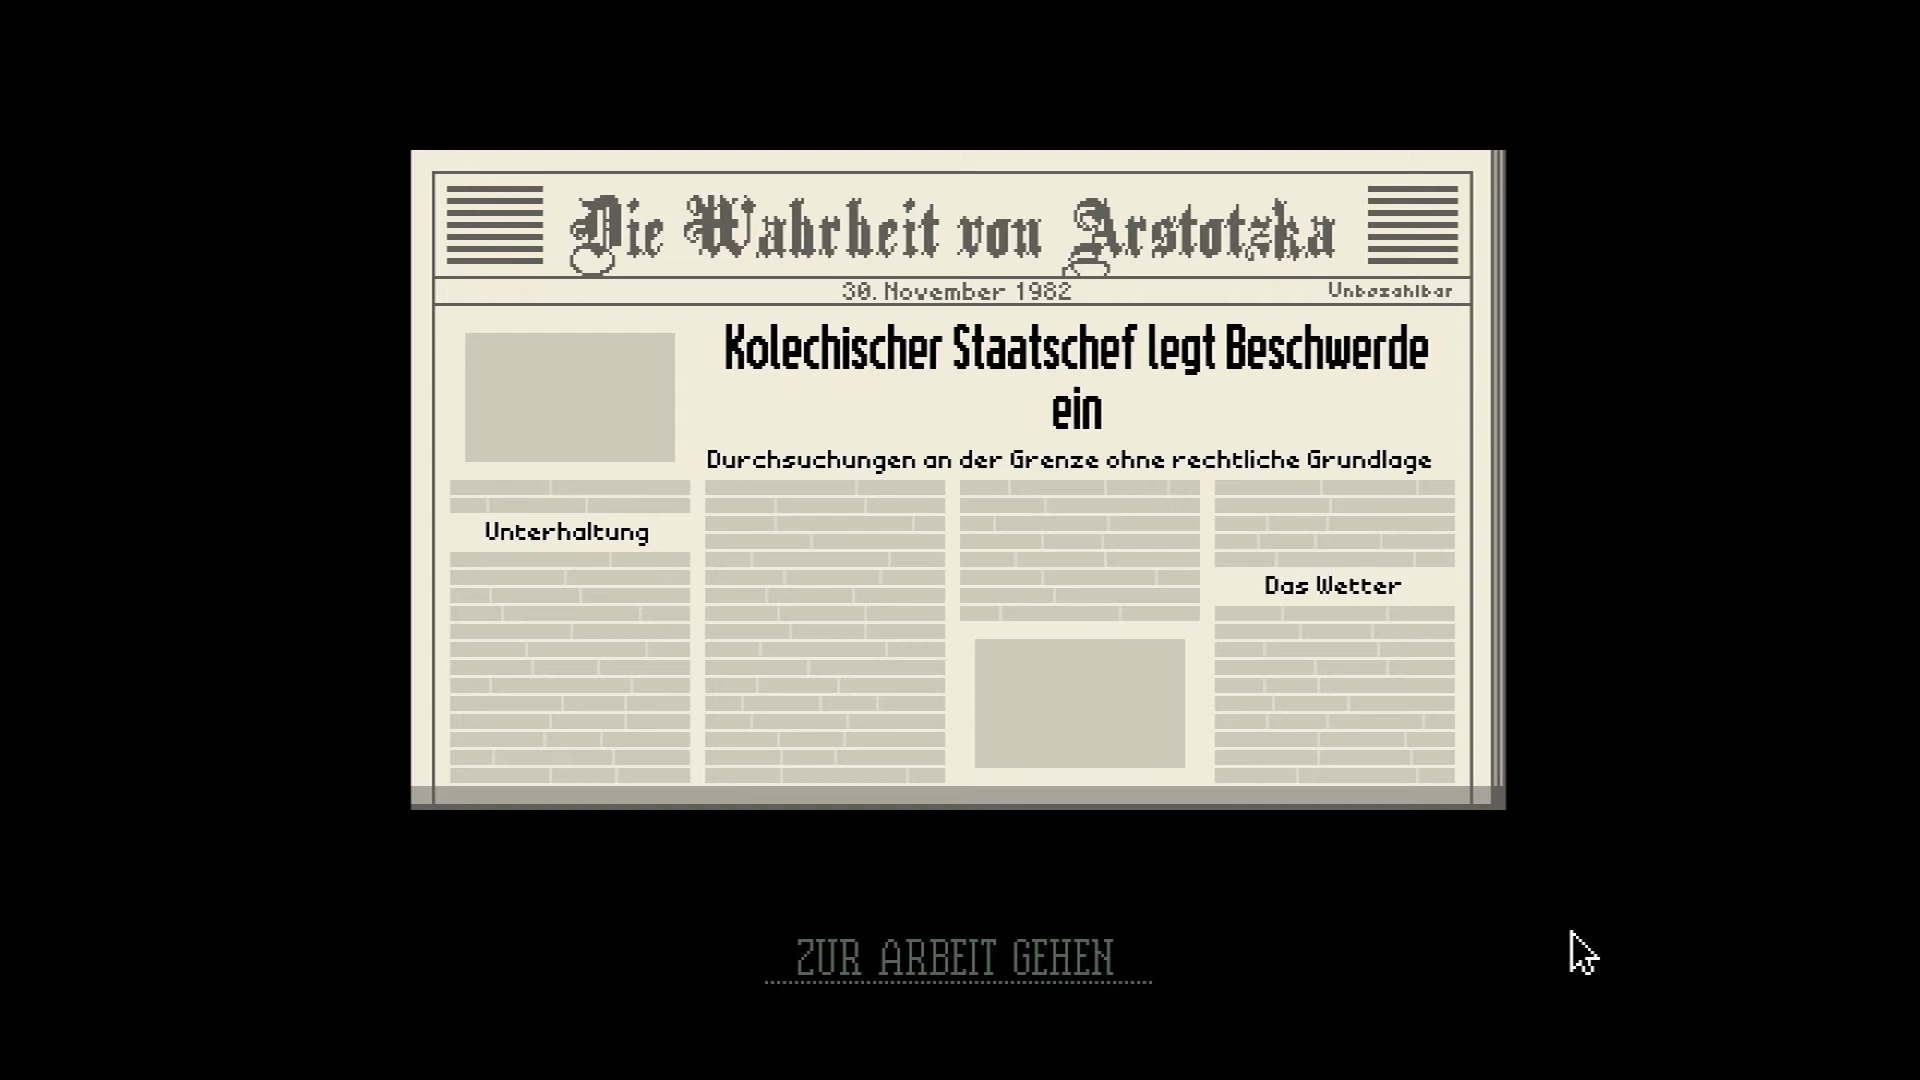 Die Wahrheit von Arstotzka
30. November 1982
Unbezahlbar
Kolechischer Staatschef legt Beschwerde
ein
Durchsuchungen an der Grenze ohne rechtliche Grundlage
Unterhaltung
Das Wetter
ZUR ARBEIT GEHEN